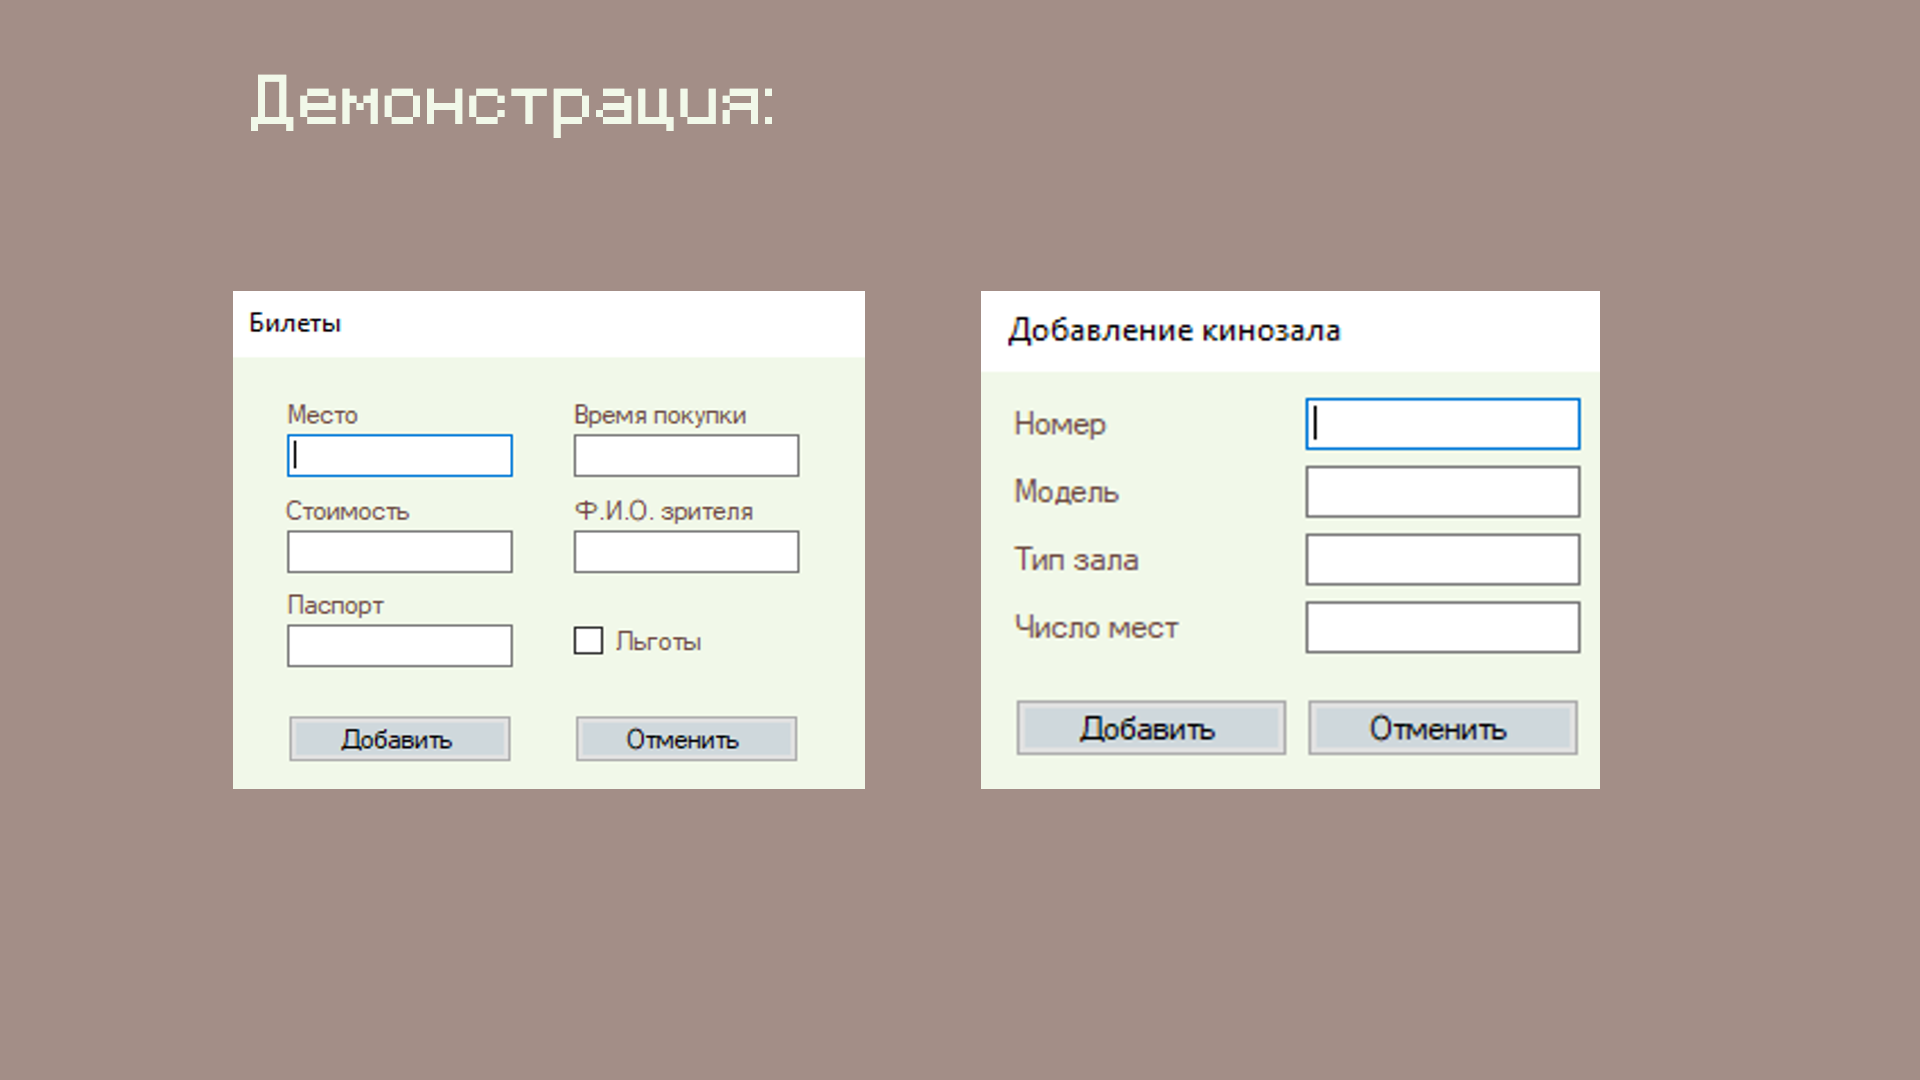 Демонстрация:
Билеты
Место
Время покупки
Стоимость
Ф.И.О. зрителя
Паспорт
Льготы
Добавить
Отменить
Добавление кинозала
Номер
Модель
Тип зала
Число мест
Добавить
Отменить